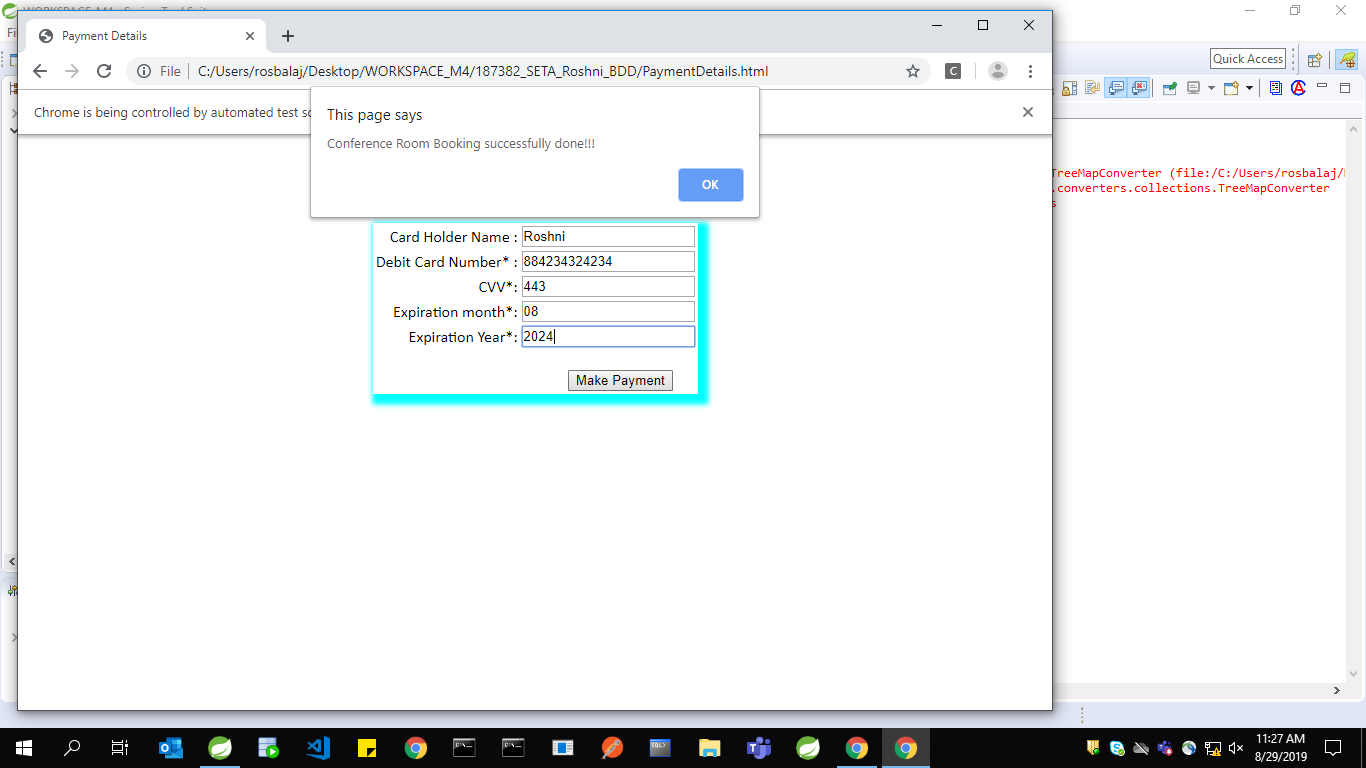 Payment Details
File
C:/Users/rosbalaj/Desktop/WORKSPACE_M4/187382_SETA_Roshni_BDD/PaymentDetails.html
C
Quick Access
Chrome is being controlled by automated test
This page says
Conference Room Booking successfully done!!!
OK
TreeMapConverter (file:/C:/Users/rosbalaj/
.converters.collections.TreeMapConverter
s
Card Holder Name : Roshni
Debit Card Number* : 884234324234
CVV*: 443
Expiration month*: 08
Expiration Year*: 2024
Make Payment
11:27 AM
8/29/2019